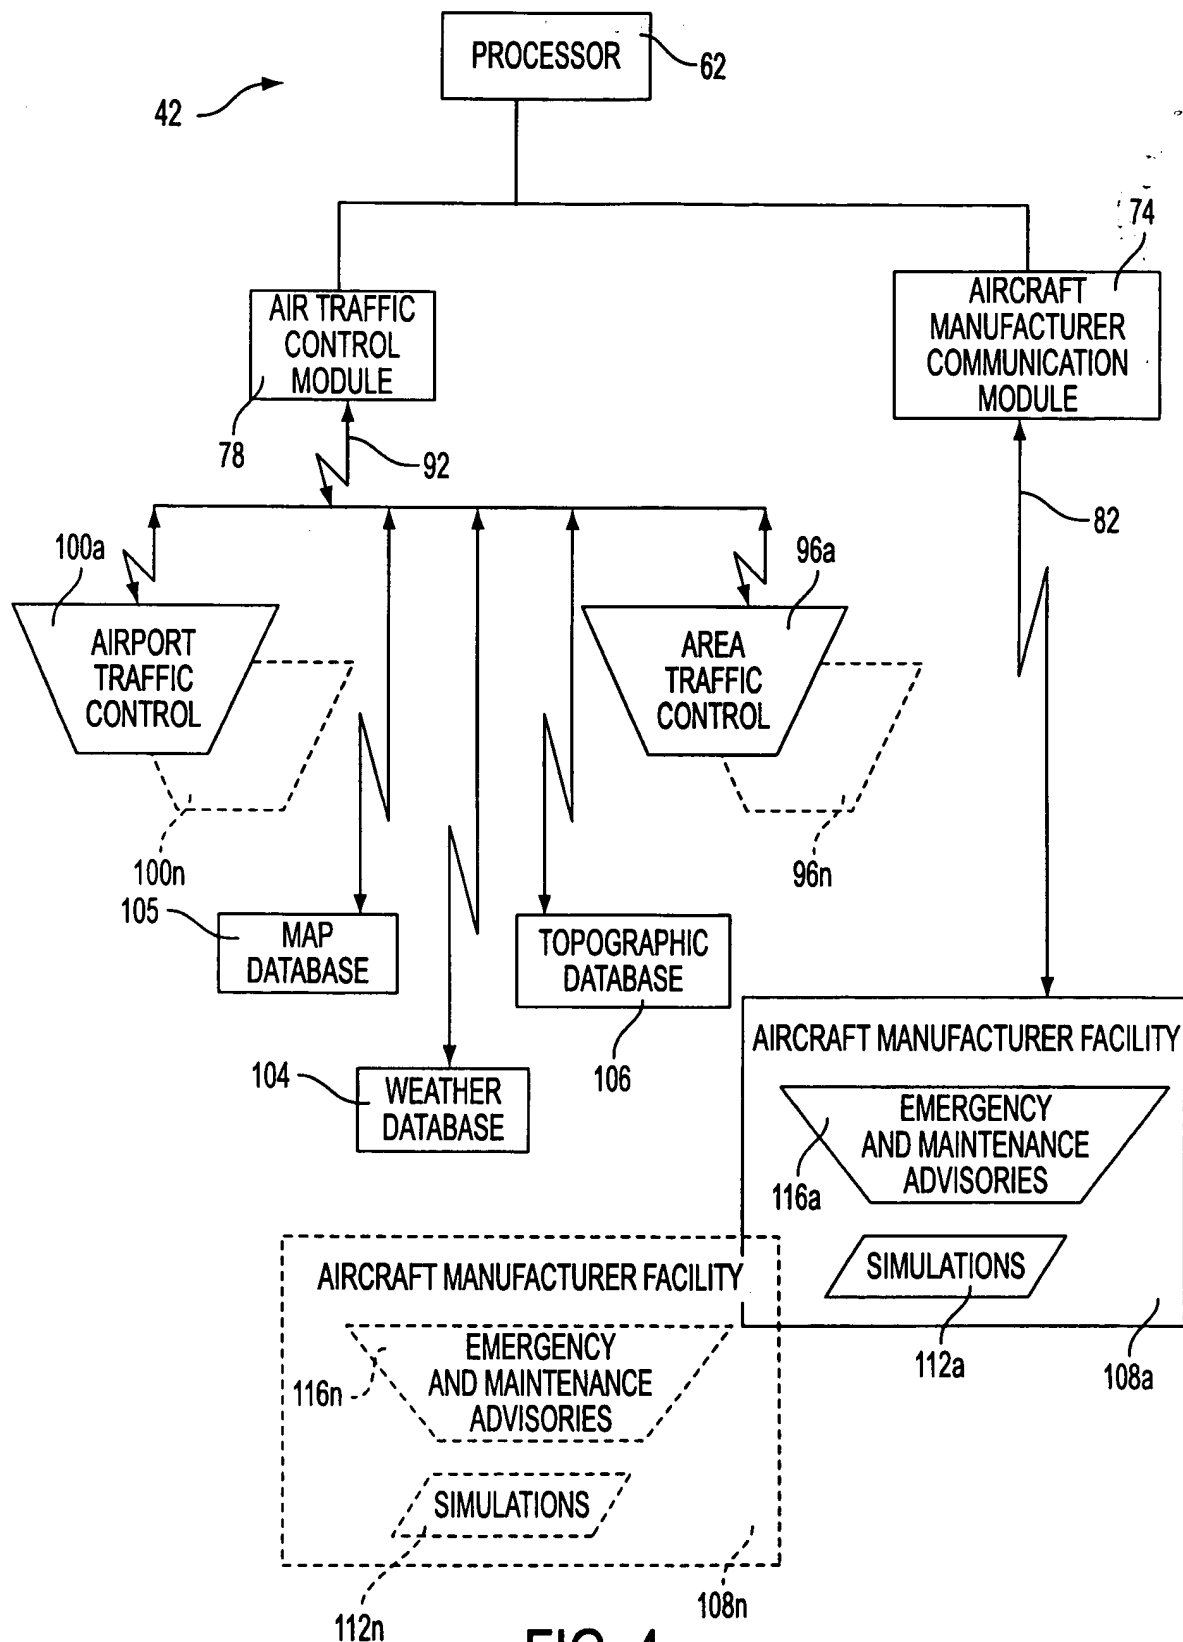 PROCESSOR
62
42
74
AIR TRAFFIC
CONTROL
MODULE
AIRCRAFT
MANUFACTURER
COMMUNICATION
MODULE
78
92
82
100a
96a
AIRPORT
TRAFFIC
CONTROL
AREA
TRAFFIC
CONTROL
100n
96n
105
MAP
DATABASE
TOPOGRAPHIC
DATABASE
106
104
WEATHER
DATABASE
AIRCRAFT MANUFACTURER FACILITY
EMERGENCY
AND MAINTENANCE
ADVISORIES
116a
SIMULATIONS
112a
108a
AIRCRAFT MANUFACTURER FACILITY
EMERGENCY
AND MAINTENANCE
ADVISORIES
116n
SIMULATIONS
112n
108n
FIG. 4